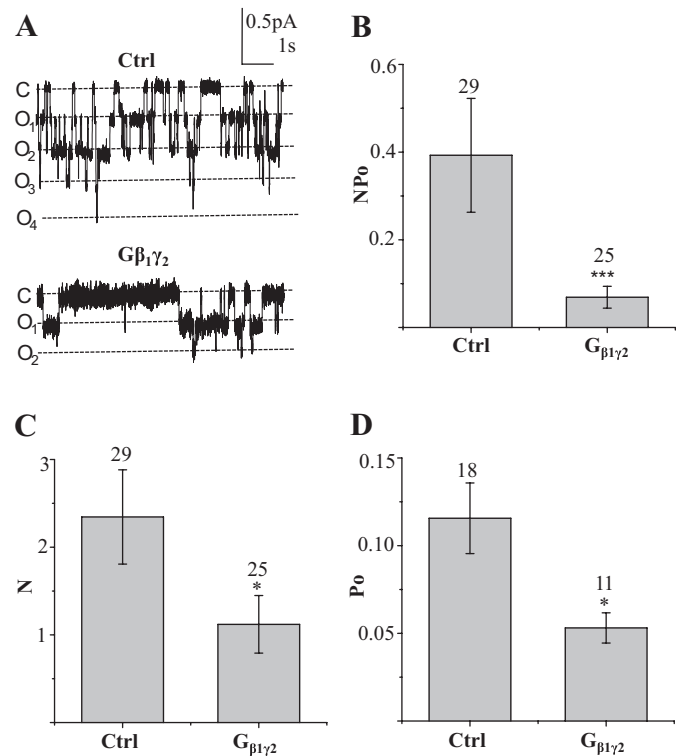 A
0.5pA
1s
Ctrl
C
O1
O2
O3
O4
Gβ1γ2
C
O1
O2
B
NPo
0.6
0.4
0.2
29
25
***
Ctrl
Gβ1γ2
C
N
3
2
1
29
25
*
Ctrl
Gβ1γ2
D
Po
0.15
0.10
0.05
18
11
*
Ctrl
Gβ1γ2